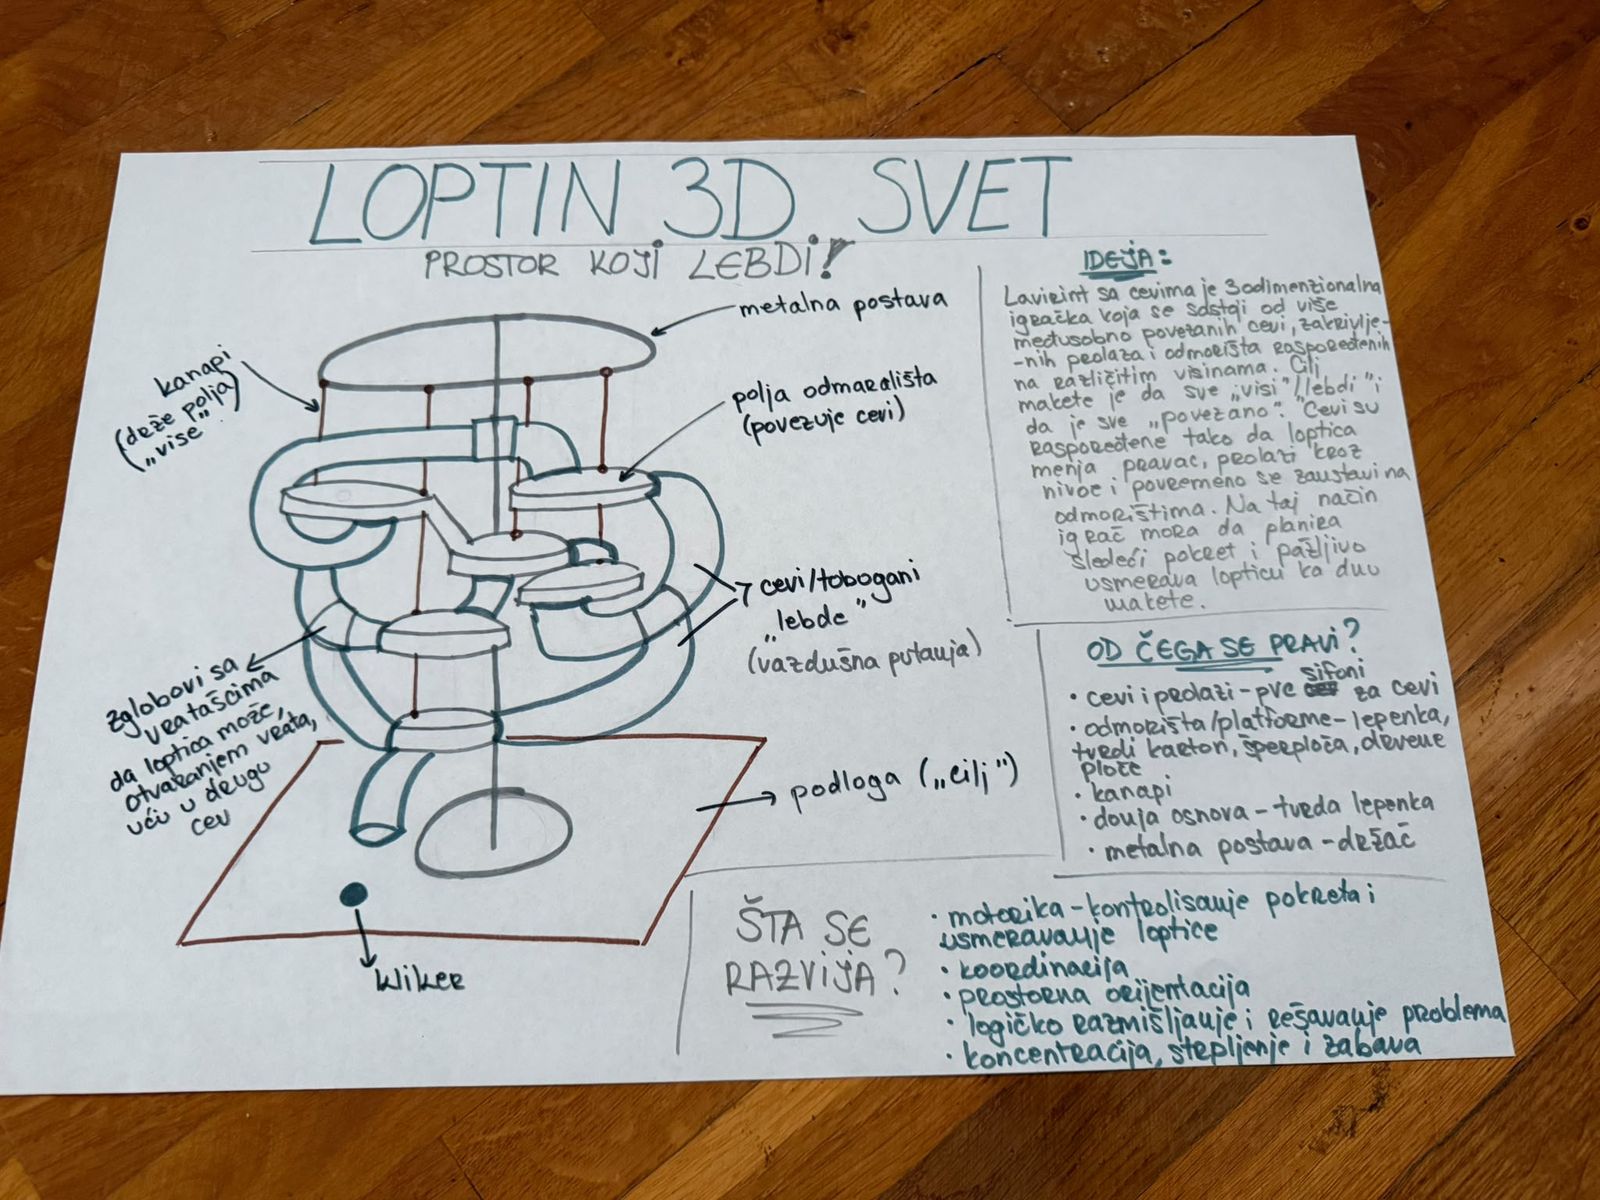 LOPTIN 3D SVET
PROSTOR KOJI LEBDI!
metalna postava
kanapi
(drže polja)
("vise")
polja odmarališta
(povezuje cevi)
cevi/tobogani
„lebde"
(vazdušna putanja)
zglobovi sa
vratašcima
da loptica može,
otvaranjem vrata,
ući u drugu
cev
podloga („cilj")
kliker
IDEJA:
Lavirint sa cevima je 3odimenzionalna
igračka koja se sastoji od više
međusobno povezanih cevi, zakrivlje-
-nih prolaza i odmorišta raspoređenih
na različitim visinama. Cilj
makete je da sve „visi"/„lebdi" i
da je sve „povezano". Cevi su
raspoređene tako da loptica
menja pravac, prolazi kroz
nivoe i povremeno se zaustavi na
odmorištima. Na taj način
igrač mora da planira
sledeći pokret i pažljivo
usmerava lopticu ka dnu
makete.
OD ČEGA SE PRAVI?
• cevi i prolazi - pvc sifoni za cevi
• odmorišta/platforme - lepenka,
tvrdi karton, šperploča, drvene
ploče
• kanapi
• donja osnova - tvrda lepenka
• metalna postava - držač
ŠTA SE
RAZVIJA?
• motorika - kontrolisanje pokreta i
usmeravanje loptice
• koordinacija
• prostorna orijentacija
• logičko razmišljanje i rešavanje problema
• koncentracija, strpljenje i zabava